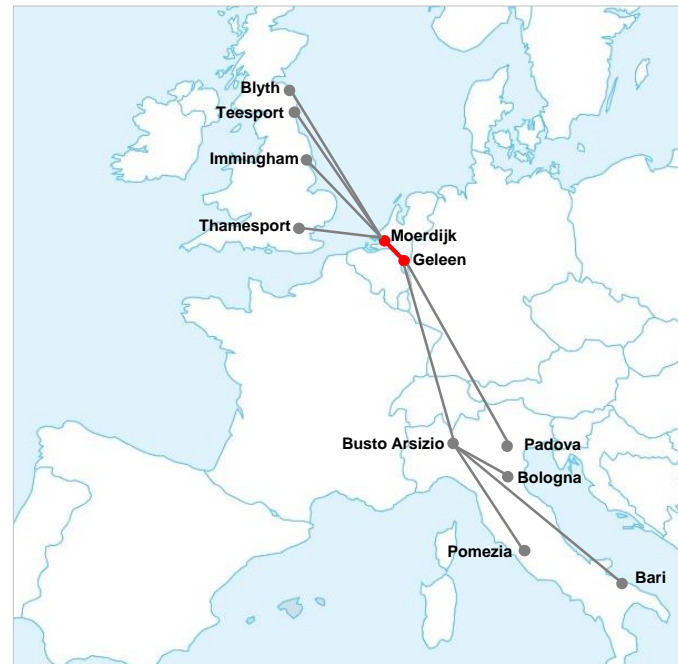 Blyth
Teesport
Immingham
Thamesport
Moerdijk
Geleen
Busto Arsizio
Padova
Bologna
Pomezia
Bari